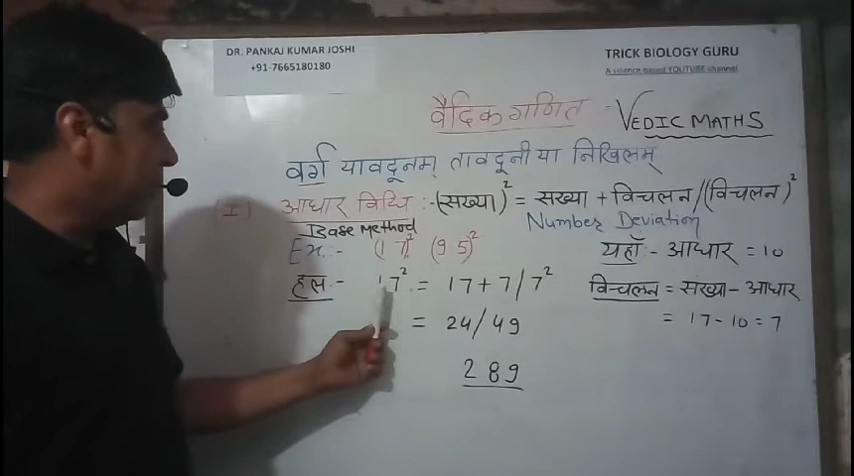 DR. PANKAJ KUMAR JOSHI
+91-7665180180
TRICK BIOLOGY GURU
A science based YOUTUBE channel
वैदिक गणित - VEDIC MATHS
वर्ग यावदूनम् तावदूनीया निखिलम्
(I) आधार विधि :- (सख्या)² = सख्या + विचलन/(विचलन)²
Base Method Number Deviation
Ex:- (17)² (95)² यहाँ - आधार = 10
हल:- 17² = 17+7/7² विचलन = संख्या - आधार
= 24/49 = 17-10=7
289